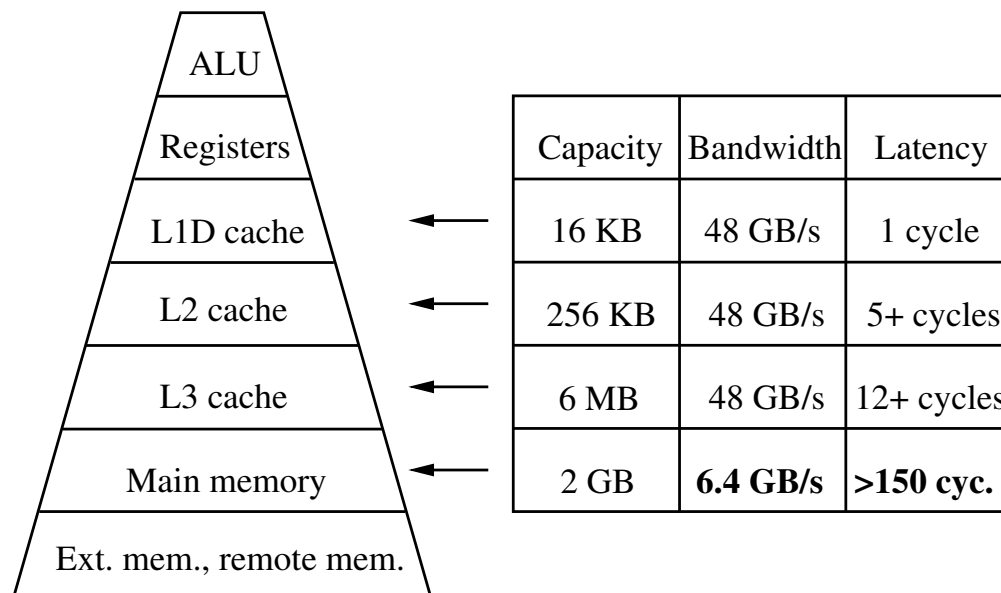 ALU
Registers
L1D cache
L2 cache
L3 cache
Main memory
Ext. mem., remote mem.
Capacity Bandwidth Latency
16 KB 48 GB/s 1 cycle
256 KB 48 GB/s 5+ cycles
6 MB 48 GB/s 12+ cycles
2 GB 6.4 GB/s >150 cyc.